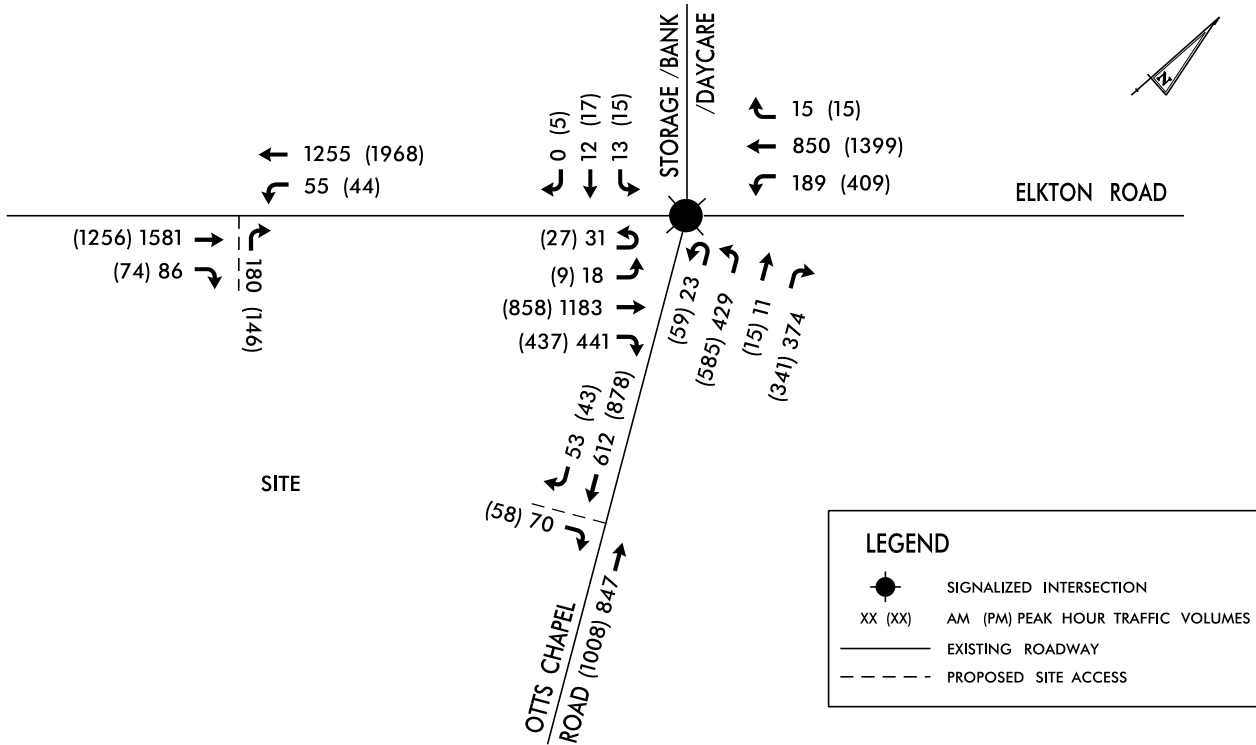 STORAGE /BANK
/DAYCARE
N
0 (5)
12 (17)
13 (15)
15 (15)
850 (1399)
189 (409)
ELKTON ROAD
1255 (1968)
55 (44)
(1256) 1581
(74) 86
180 (146)
(27) 31
(9) 18
(858) 1183
(437) 441
(59) 23
(585) 429
(15) 11
(341) 374
53 (43)
612 (878)
SITE
(58) 70
OTTS CHAPEL
ROAD
(1008) 847
LEGEND
SIGNALIZED INTERSECTION
XX (XX) AM (PM) PEAK HOUR TRAFFIC VOLUMES
EXISTING ROADWAY
PROPOSED SITE ACCESS